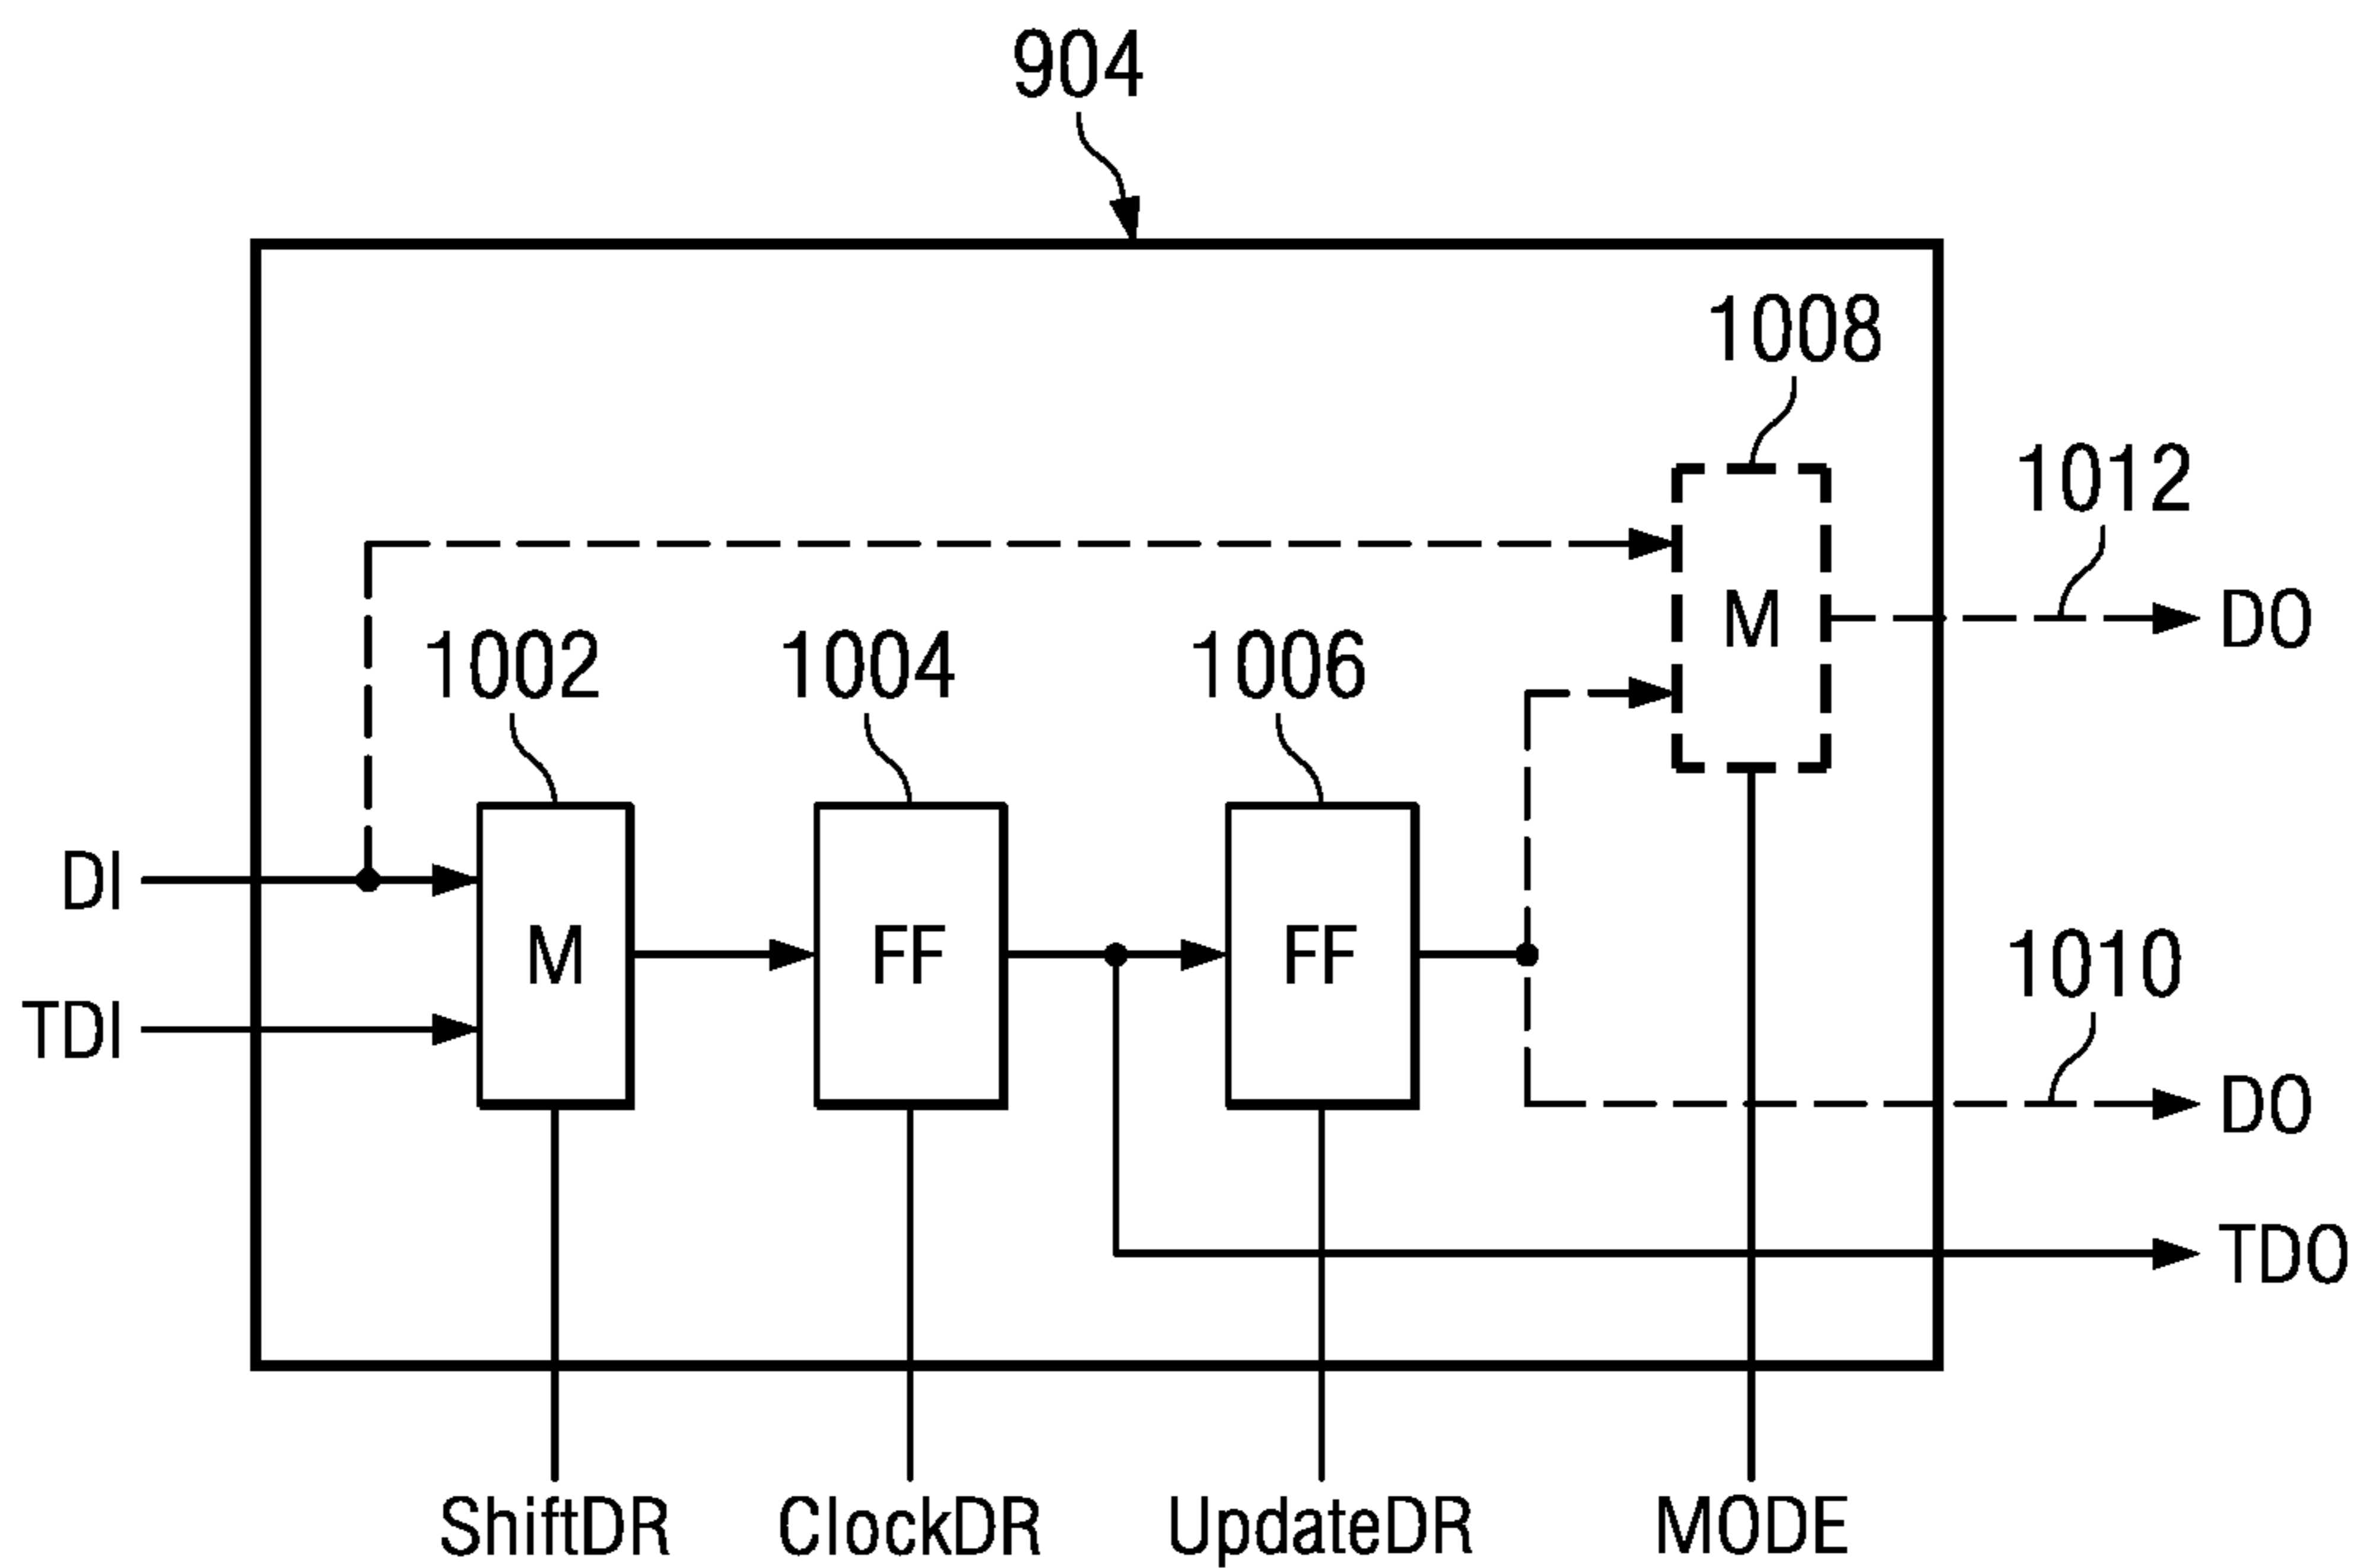 904
1008
1012
M
DO
1002
1004
1006
DI
M
FF
FF
1010
TDI
DO
TDO
ShiftDR
ClockDR
UpdateDR
MODE